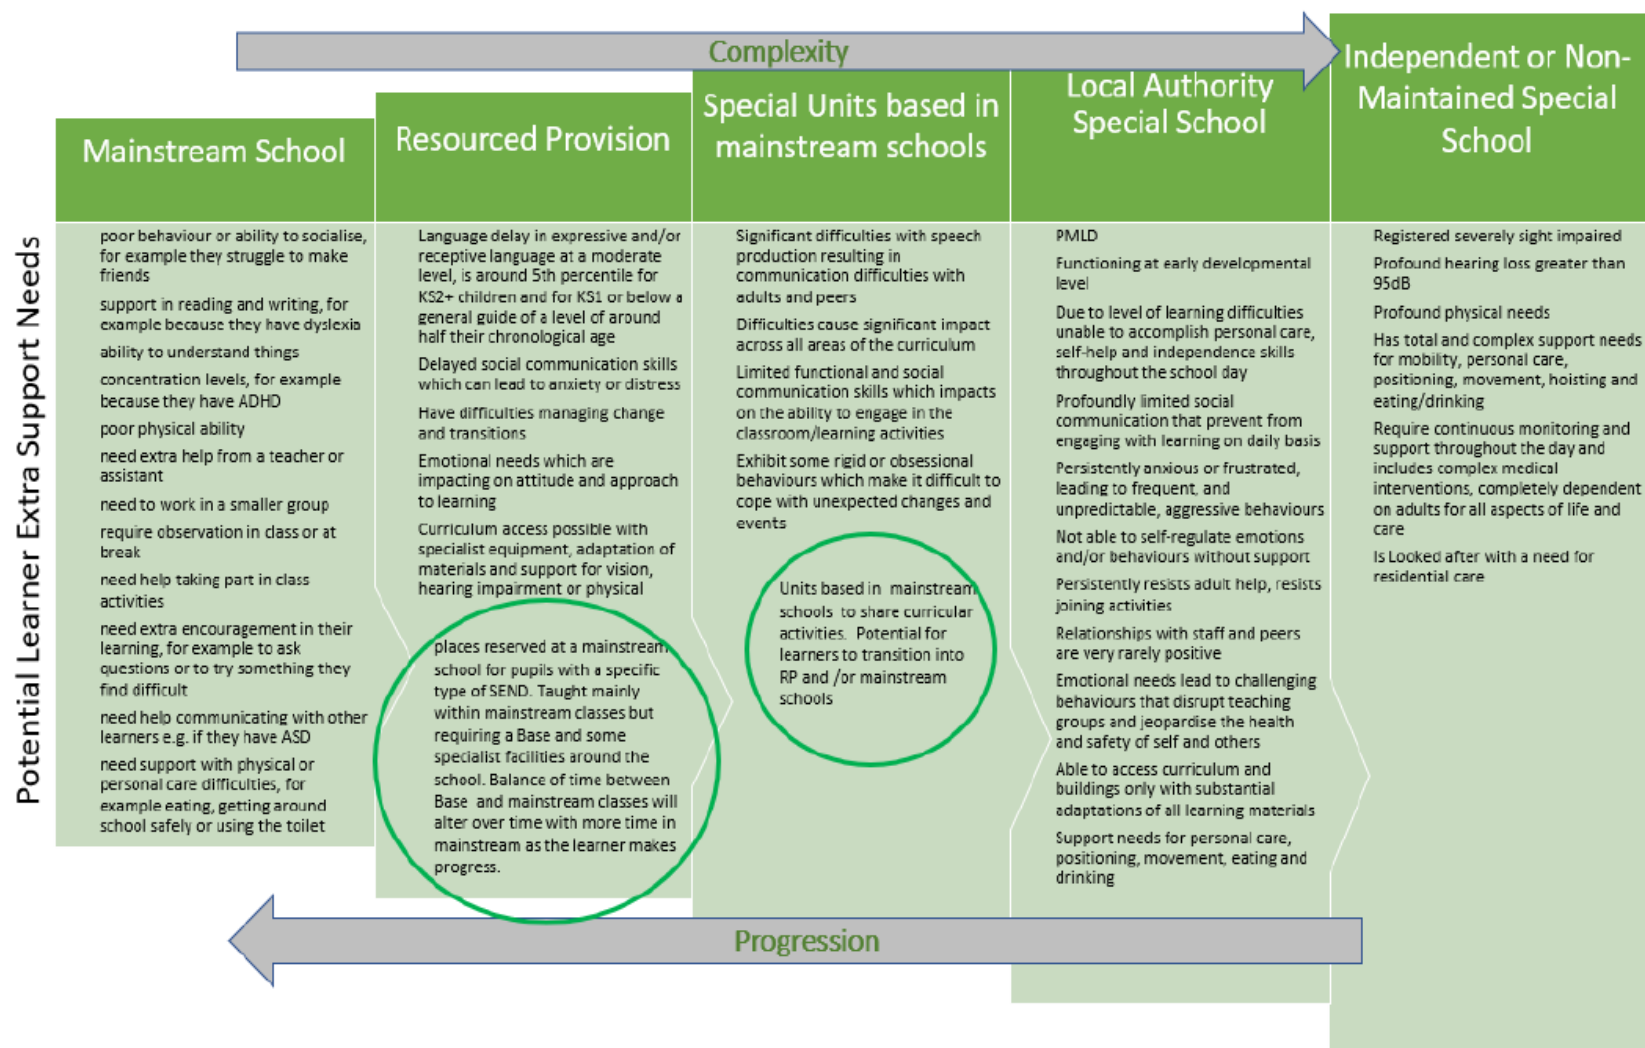 Complexity
Potential Learner Extra Support Needs
Mainstream School
poor behaviour or ability to socialise,
for example they struggle to make
friends
support in reading and writing, for
example because they have dyslexia
ability to understand things
concentration levels, for example
because they have ADHD
poor physical ability
need extra help from a teacher or
assistant
need to work in a smaller group
require observation in class or at
break
need help taking part in class
activities
need extra encouragement in their
learning, for example to ask
questions or to try something they
find difficult
need help communicating with other
learners e.g. if they have ASD
need support with physical or
personal care difficulties, for
example eating, getting around
school safely or using the toilet
Resourced Provision
Language delay in expressive and/or
receptive language at a moderate
level, is around 5th percentile for
KS2+ children and for KS1 or below a
general guide of a level of around
half their chronological age
Delayed social communication skills
which can lead to anxiety or distress
Have difficulties managing change
and transitions
Emotional needs which are
impacting on attitude and approach
to learning
Curriculum access possible with
specialist equipment, adaptation of
materials and support for vision,
hearing impairment or physical
places reserved at a mainstream
school for pupils with a specific
type of SEND. Taught mainly
within mainstream classes but
requiring a Base and some
specialist facilities around the
school. Balance of time between
Base and mainstream classes will
alter over time with more time in
mainstream as the learner makes
progress.
Special Units based in
mainstream schools
Significant difficulties with speech
production resulting in
communication difficulties with
adults and peers
Difficulties cause significant impact
across all areas of the curriculum
Limited functional and social
communication skills which impacts
on the ability to engage in the
classroom/learning activities
Exhibit some rigid or obsessional
behaviours which make it difficult to
cope with unexpected changes and
events
Units based in mainstream
schools to share curricular
activities. Potential for
learners to transition into
RP and /or mainstream
schools
Local Authority
Special School
PMLD
Functioning at early developmental
level
Due to level of learning difficulties
unable to accomplish personal care,
self-help and independence skills
throughout the school day
Profoundly limited social
communication that prevent from
engaging with learning on daily basis
Persistently anxious or frustrated,
leading to frequent, and
unpredictable, aggressive behaviours
Not able to self-regulate emotions
and/or behaviours without support
Persistently resists adult help, resists
joining activities
Relationships with staff and peers
are very rarely positive
Emotional needs lead to challenging
behaviours that disrupt teaching
groups and jeopardise the health
and safety of self and others
Able to access curriculum and
buildings only with substantial
adaptations of all learning materials
Support needs for personal care,
positioning, movement, eating and
drinking
Independent or Non-
Maintained Special
School
Registered severely sight impaired
Profound hearing loss greater than
95dB
Profound physical needs
Has total and complex support needs
for mobility, personal care,
positioning, movement, hoisting and
eating/drinking
Require continuous monitoring and
support throughout the day and
includes complex medical
interventions, completely dependent
on adults for all aspects of life and
care
Is Looked after with a need for
residential care
Progression